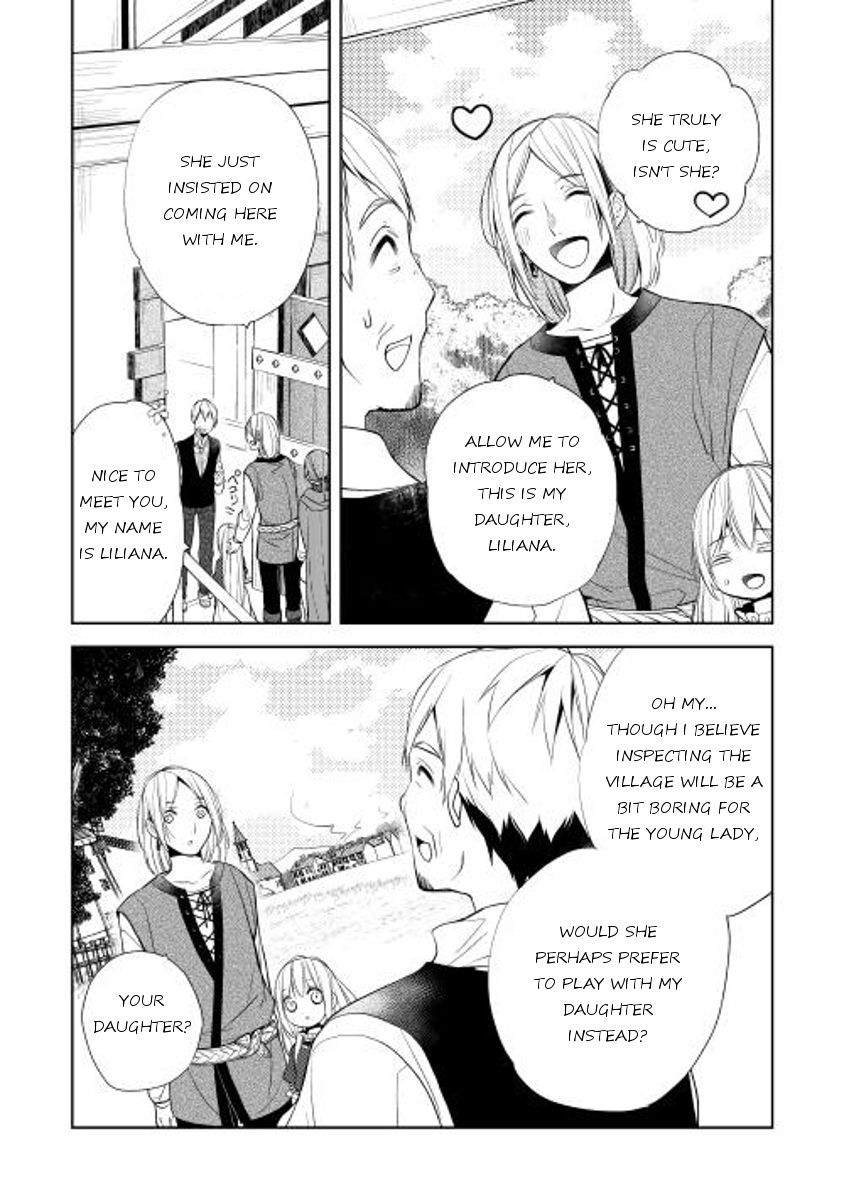 SHE TRULY
IS CUTE,
ISN'T SHE?
ALLOW ME TO
INTRODUCE HER,
THIS IS MY
DAUGHTER,
LILIANA.
SHE JUST
INSISTED ON
COMING HERE
WITH ME.
NICE TO
MEET YOU,
MY NAME
IS LILIANA.
ペコリ
OH MY...
THOUGH I BELIEVE
INSPECTING THE
VILLAGE WILL BE A
BIT BORING FOR
THE YOUNG LADY,
WOULD SHE
PERHAPS PREFER
TO PLAY WITH MY
DAUGHTER
INSTEAD?
YOUR
DAUGHTER?